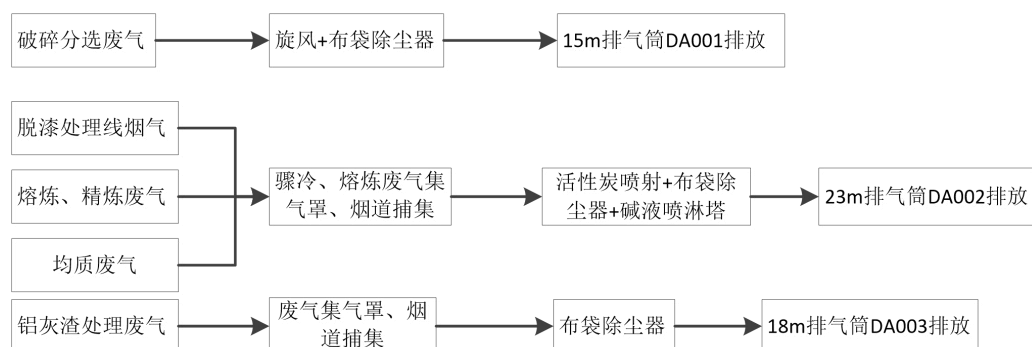 破碎分选废气
旋风+布袋除尘器
15m排气筒DA001排放
脱漆处理线烟气
熔炼、精炼废气
均质废气
骤冷、熔炼废气集
气罩、烟道捕集
活性炭喷射+布袋除
尘器+碱液喷淋塔
23m排气筒DA002排放
铝灰渣处理废气
废气集气罩、烟
道捕集
布袋除尘器
18m排气筒DA003排放